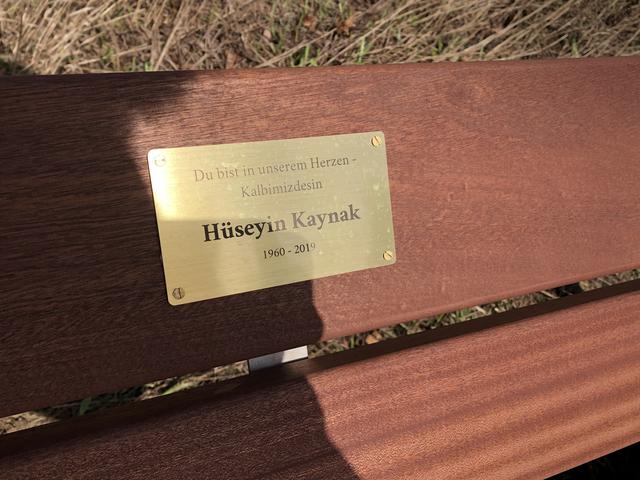 Du bist in unserem Herzen -
Kalbimizdesin
Hüseyin Kaynak
1960 - 2019